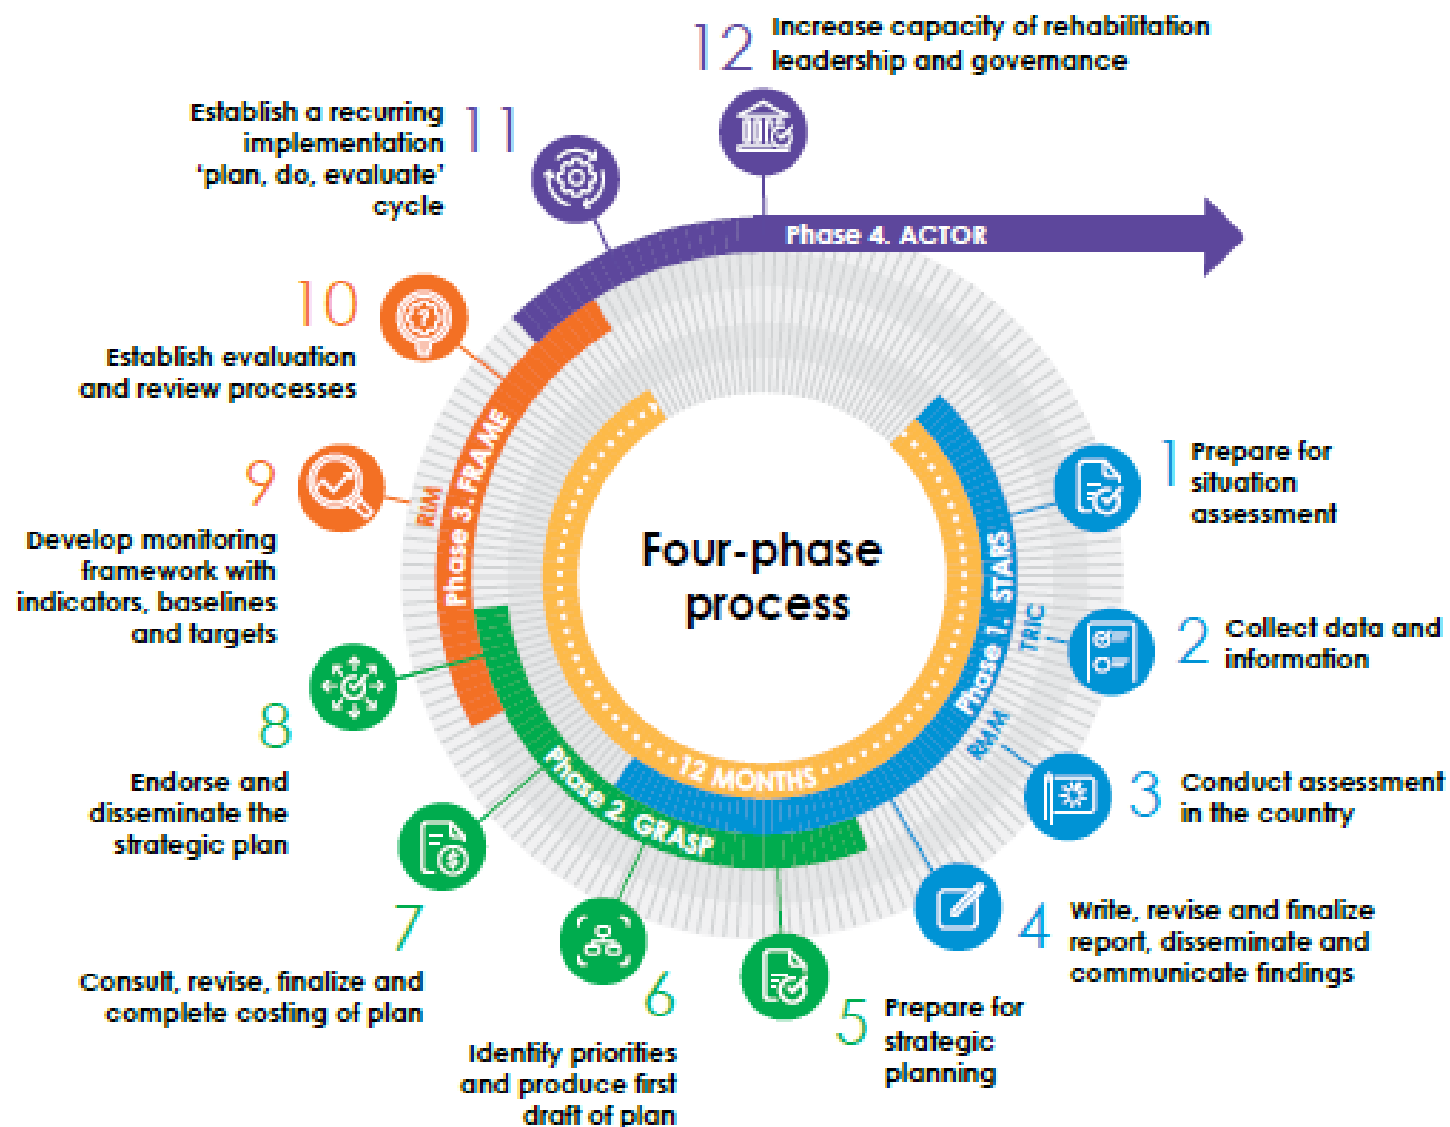 Four-phase
process
12 MONTHS
Phase 1. STARS
TRIC
RMM
1
Prepare for
situation
assessment
2
Collect data and
information
3
Conduct assessment
in the country
4
Write, revise and finalize
report, disseminate and
communicate findings
Phase 2. GRASP
5
Prepare for
strategic
planning
6
Identify priorities
and produce first
draft of plan
7
Consult, revise, finalize and
complete costing of plan
8
Endorse and
disseminate the
strategic plan
Phase 3. FRAME
RIM
9
Develop monitoring
framework with
indicators, baselines
and targets
10
Establish evaluation
and review processes
Phase 4. ACTOR
11
Establish a recurring
implementation
‘plan, do, evaluate’
cycle
12
Increase capacity of rehabilitation
leadership and governance